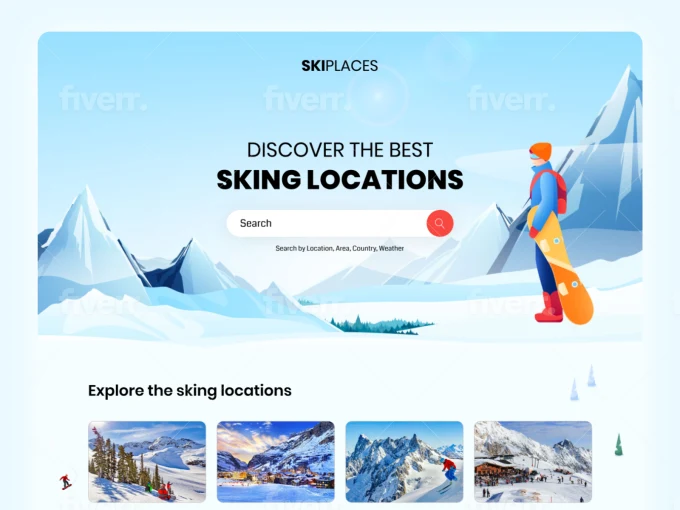 SKIPLACES
fiverr. fiverr. fiverr.
DISCOVER THE BEST
SKING LOCATIONS
Search
Search by Location, Area, Country, Weather
fiverr. fiverr. fiverr.
Explore the sking locations